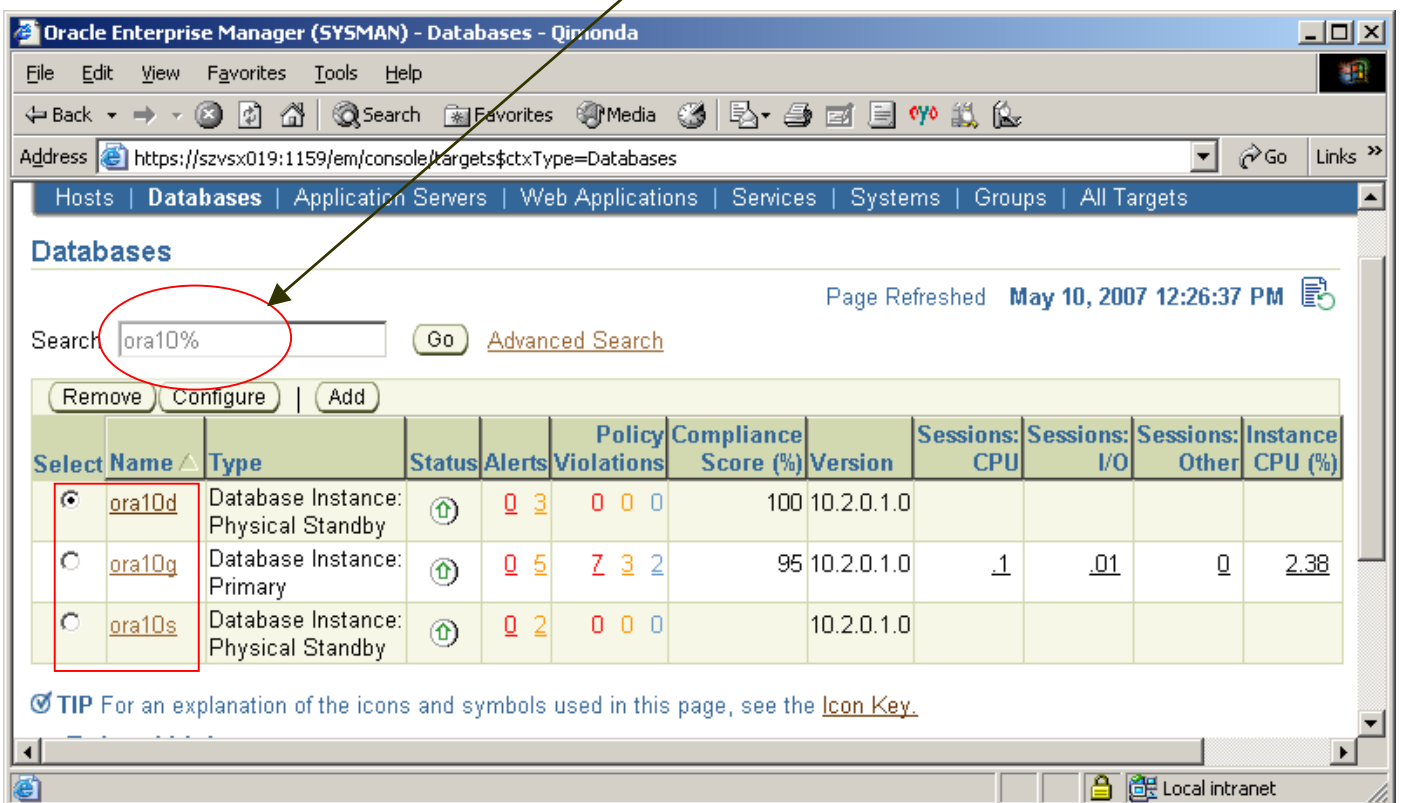 Oracle Enterprise Manager (SYSMAN) - Databases - Qimonda
File Edit View Favorites Tools Help
Back Search Favorites Media
Address https://szvsx019:1159/em/console/targets$ctxType=Databases Go Links »
Hosts | Databases | Application Servers | Web Applications | Services | Systems | Groups | All Targets
Databases
Page Refreshed May 10, 2007 12:26:37 PM
Search ora10% Go Advanced Search
Remove Configure | Add
Policy Compliance Sessions: Sessions: Sessions: Instance
Select Name Type Status Alerts Violations Score (%) Version CPU I/O Other CPU (%)
ora10d Database Instance: 0 3 0 0 0 100 10.2.0.1.0
Physical Standby
ora10g Database Instance: 0 5 7 3 2 95 10.2.0.1.0 .1 .01 0 2.38
Primary
ora10s Database Instance: 0 2 0 0 0 10.2.0.1.0
Physical Standby
TIP For an explanation of the icons and symbols used in this page, see the Icon Key.
Local intranet